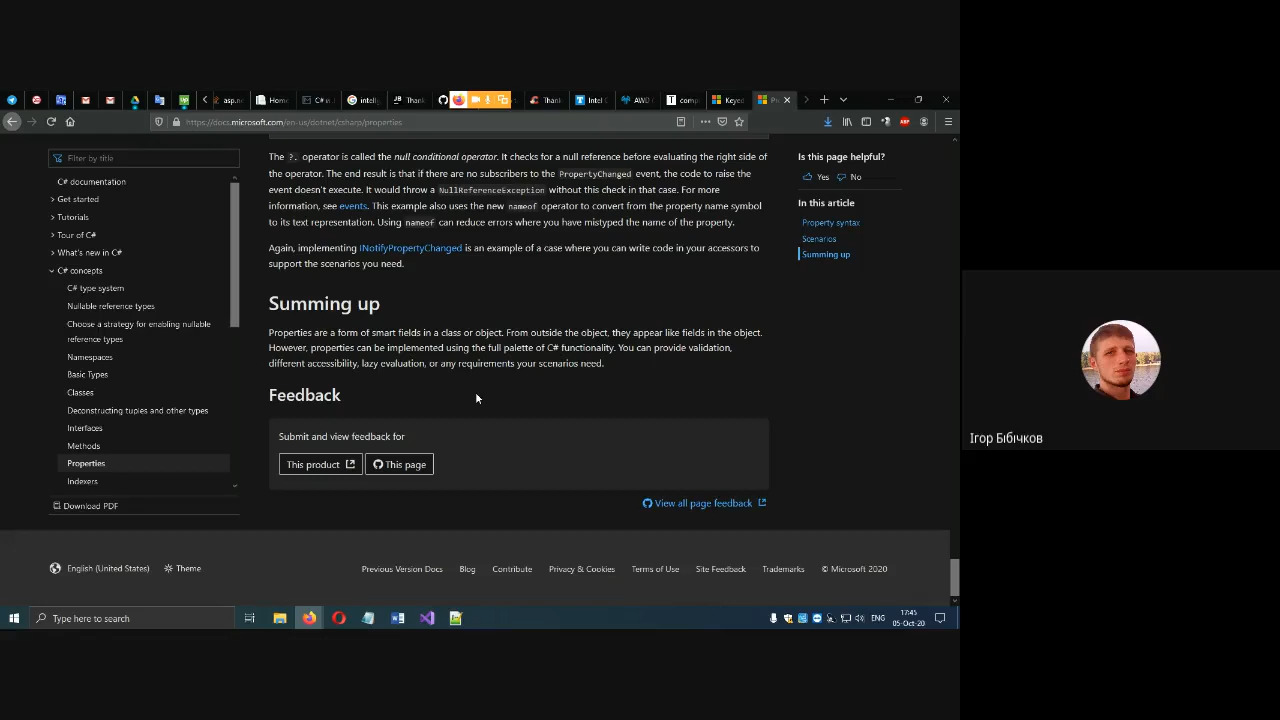 asp.ne
Home
C# vs J
intellij
Thank
Thank
Intel C
AWD C
comp
Keyed
Pr
https://docs.microsoft.com/en-us/dotnet/csharp/properties
Filter by title
C# documentation
Get started
Tutorials
Tour of C#
What's new in C#
C# concepts
C# type system
Nullable reference types
Choose a strategy for enabling nullable
reference types
Namespaces
Basic Types
Classes
Deconstructing tuples and other types
Interfaces
Methods
Properties
Indexers
Download PDF
The ?. operator is called the null conditional operator. It checks for a null reference before evaluating the right side
of the operator. The end result is that if there are no subscribers to the PropertyChanged event, the code to raise the
event doesn't execute. It would throw a NullReferenceException without this check in that case. For more
information, see events. This example also uses the new nameof operator to convert from the property name symbol
to its text representation. Using nameof can reduce errors where you have mistyped the name of the property.
Again, implementing INotifyPropertyChanged is an example of a case where you can write code in your accessors to
support the scenarios you need.
Summing up
Properties are a form of smart fields in a class or object. From outside the object, they appear like fields in the object.
However, properties can be implemented using the full palette of C# functionality. You can provide validation,
different accessibility, lazy evaluation, or any requirements your scenarios need.
Feedback
Submit and view feedback for
This product
This page
View all page feedback
Is this page helpful?
Yes
No
In this article
Property syntax
Scenarios
Summing up
English (United States)
Theme
Previous Version Docs
Blog
Contribute
Privacy & Cookies
Terms of Use
Site Feedback
Trademarks
© Microsoft 2020
Type here to search
ENG
17:45
05-Oct-20
Ігор Бібічков